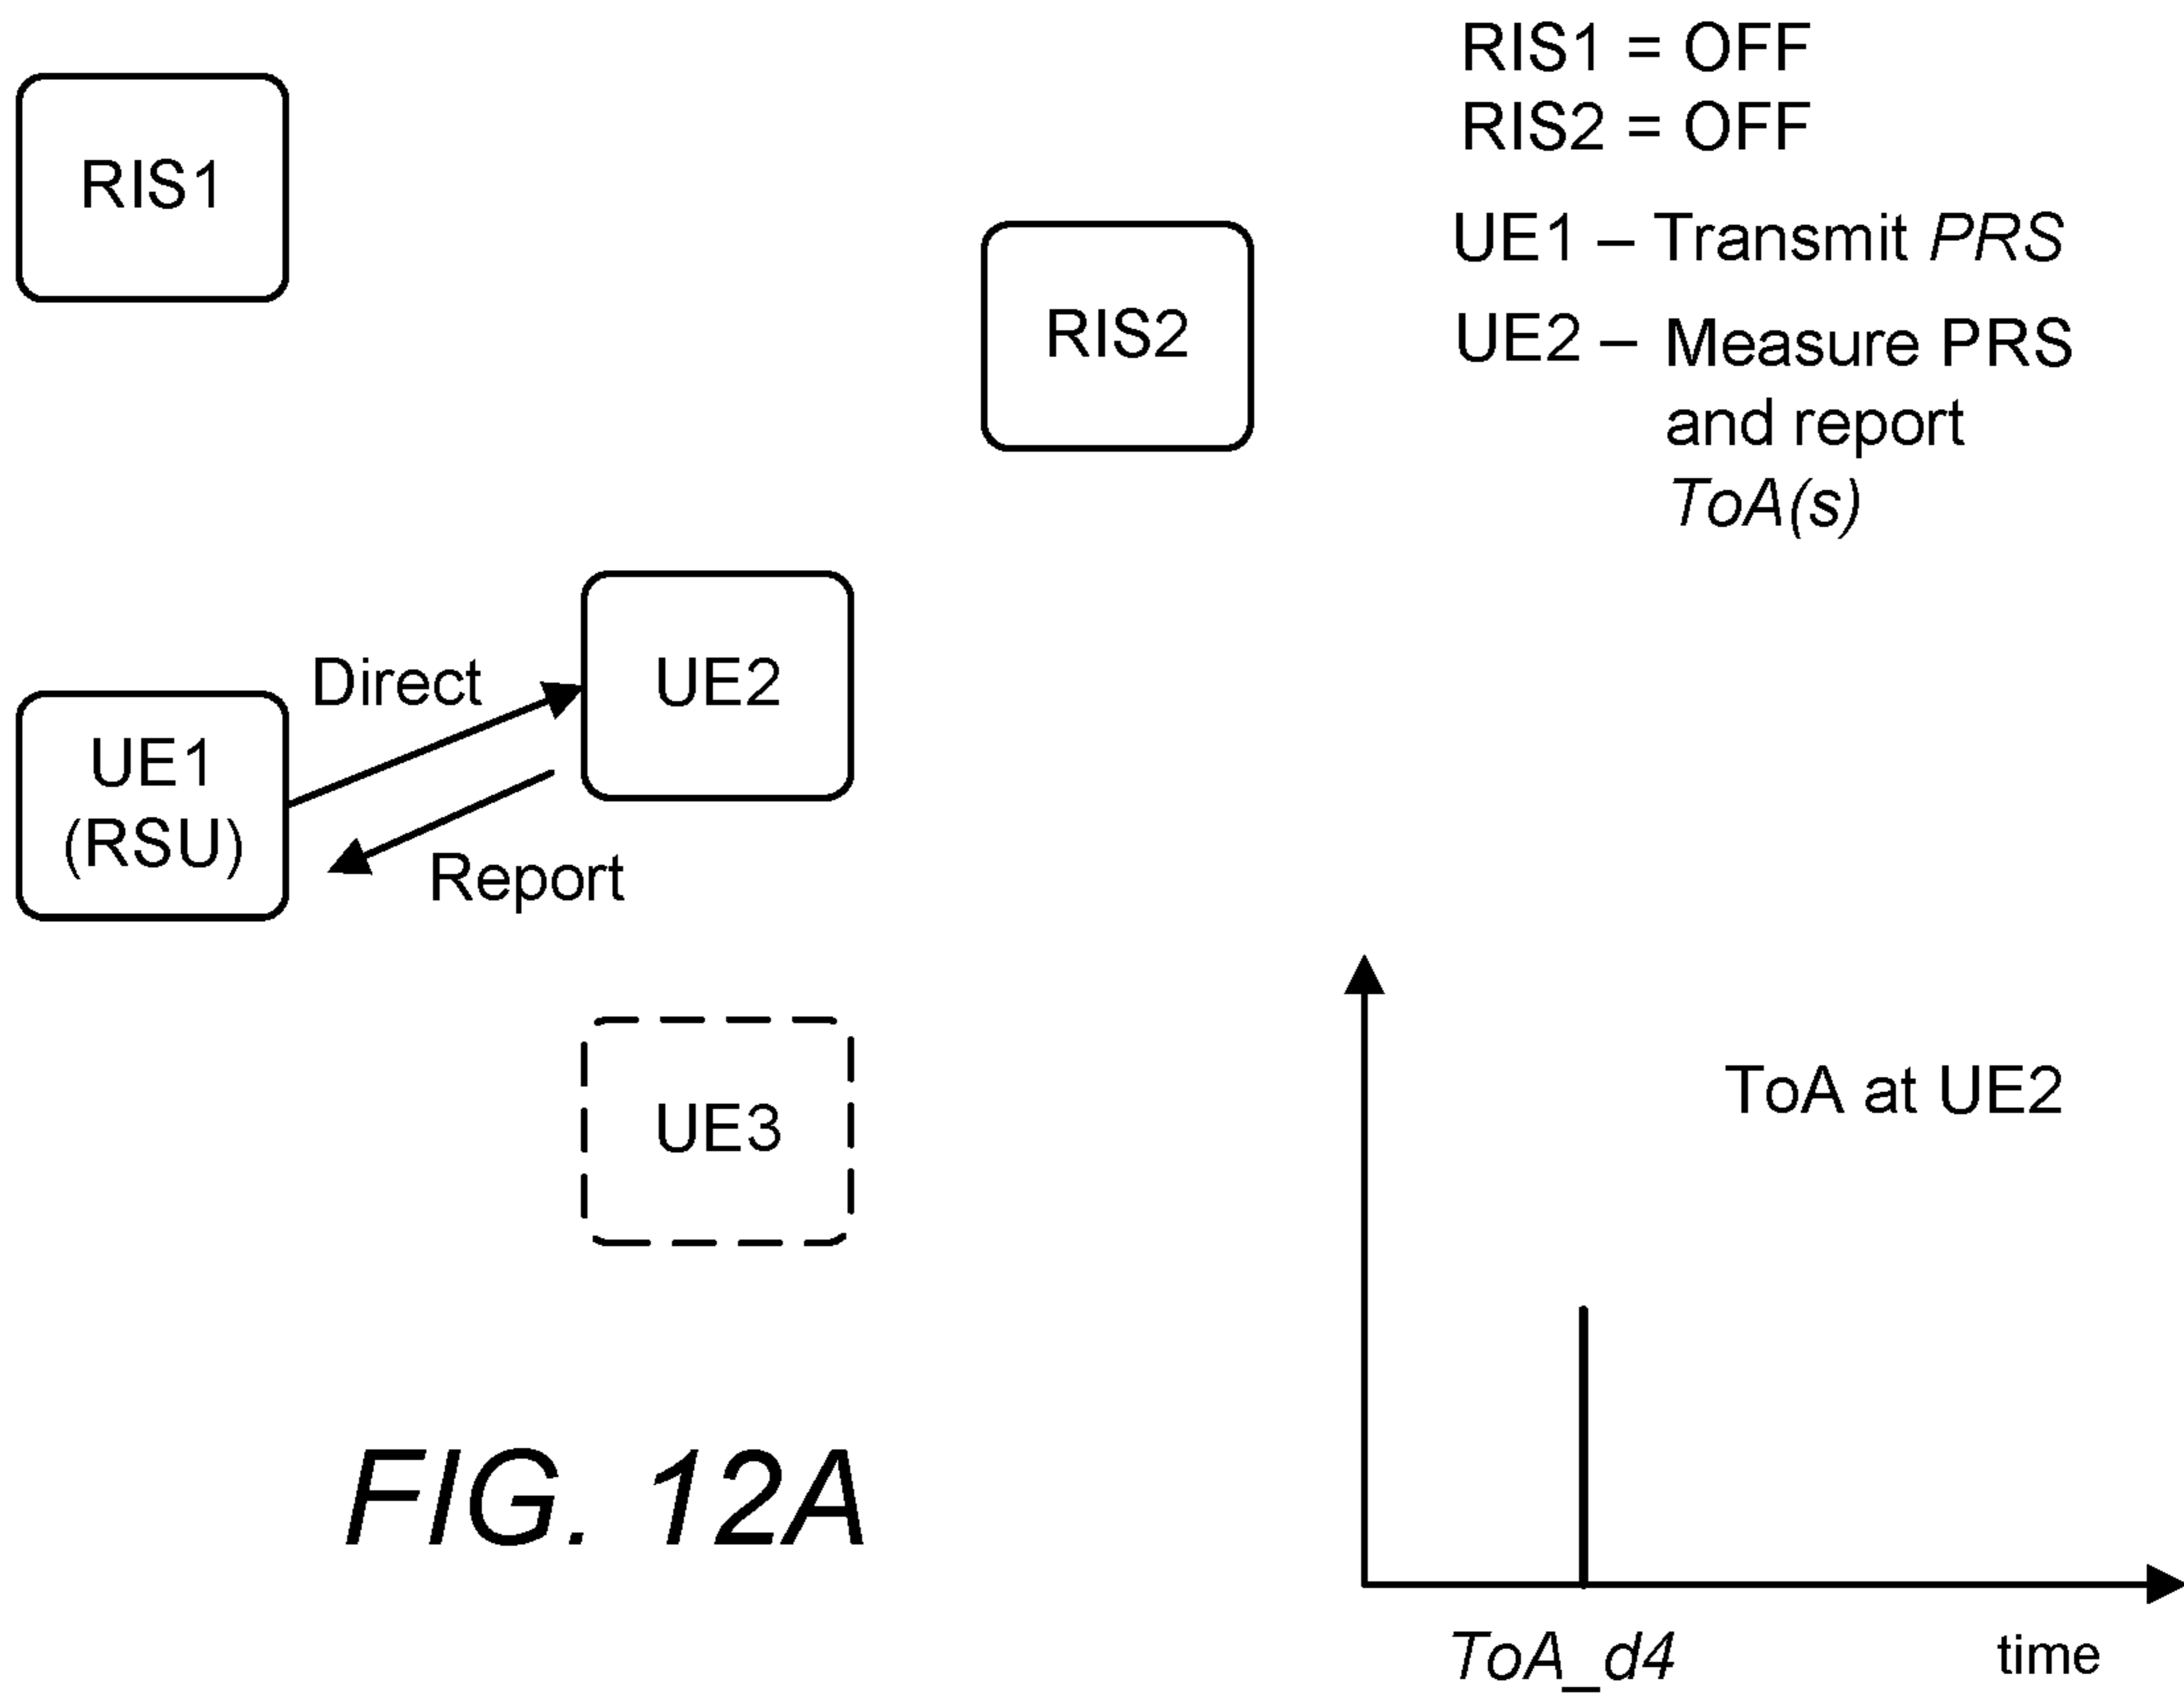 RIS1 = OFF
RIS2 = OFF
RIS1
UE1 – Transmit PRS
RIS2
UE2 – Measure PRS
and report
ToA(s)
Direct
UE2
UE1
(RSU)
Report
UE3
ToA at UE2
FIG. 12A
ToA_d4
time